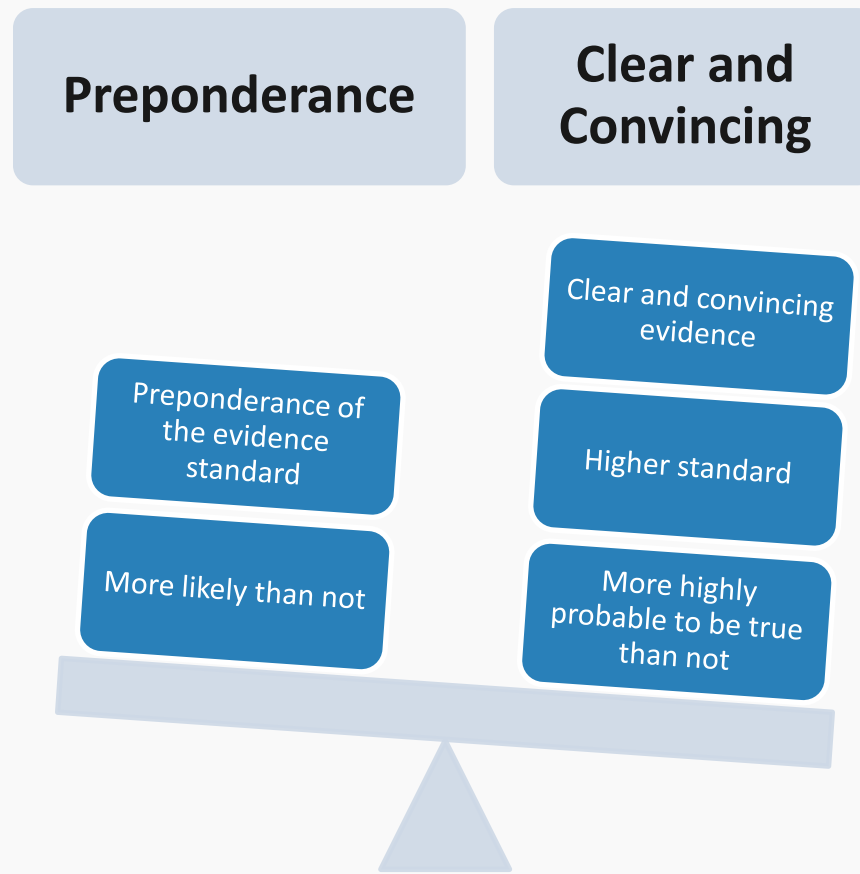 Preponderance
Clear and
Convincing
Preponderance of
the evidence
standard
More likely than not
Clear and convincing
evidence
Higher standard
More highly
probable to be true
than not